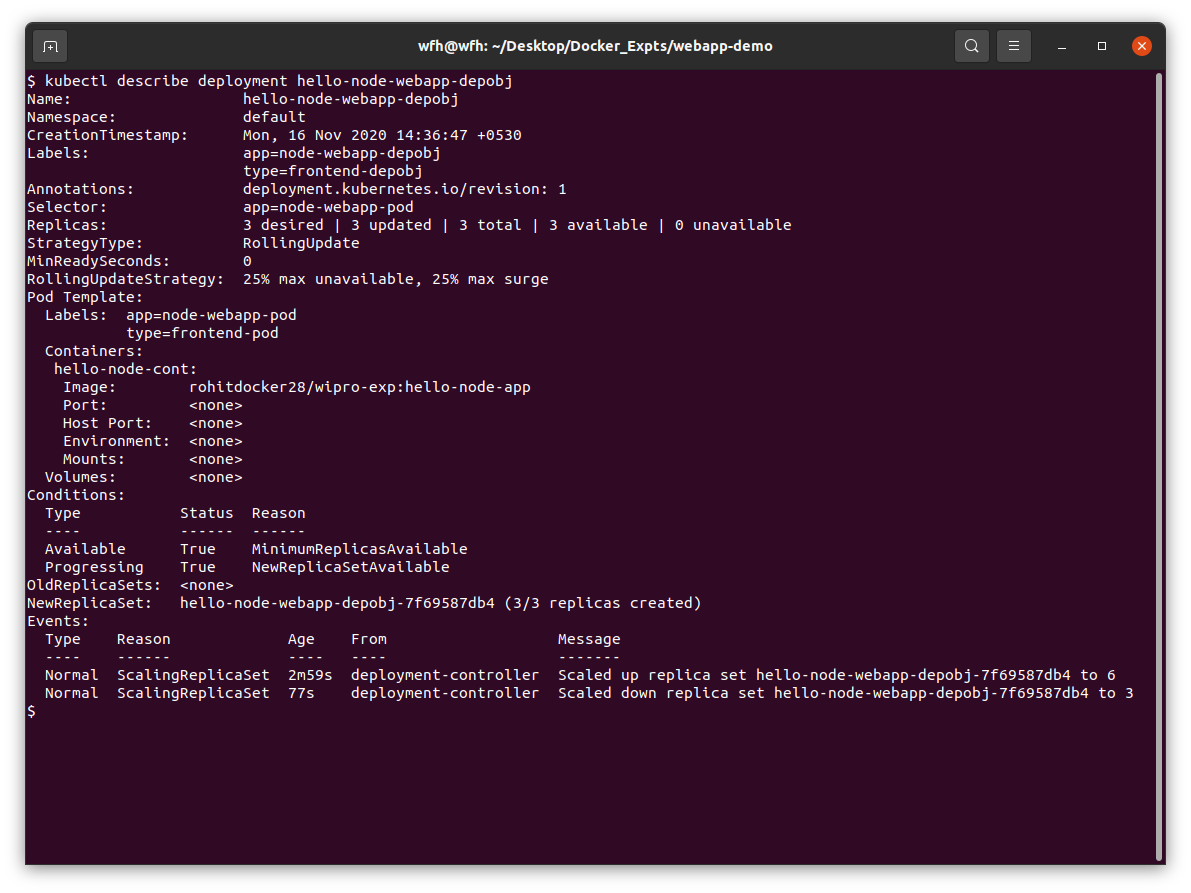 wfh@wfh: ~/Desktop/Docker_Expts/webapp-demo
$ kubectl describe deployment hello-node-webapp-depobj
Name:                   hello-node-webapp-depobj
Namespace:              default
CreationTimestamp:      Mon, 16 Nov 2020 14:36:47 +0530
Labels:                 app=node-webapp-depobj
                        type=frontend-depobj
Annotations:            deployment.kubernetes.io/revision: 1
Selector:               app=node-webapp-pod
Replicas:               3 desired | 3 updated | 3 total | 3 available | 0 unavailable
StrategyType:           RollingUpdate
MinReadySeconds:        0
RollingUpdateStrategy:  25% max unavailable, 25% max surge
Pod Template:
  Labels:  app=node-webapp-pod
           type=frontend-pod
  Containers:
   hello-node-cont:
    Image:        rohitdocker28/wipro-exp:hello-node-app
    Port:         <none>
    Host Port:    <none>
    Environment:  <none>
    Mounts:       <none>
  Volumes:        <none>
Conditions:
  Type           Status  Reason
  ----           ------  ------
  Available      True    MinimumReplicasAvailable
  Progressing    True    NewReplicaSetAvailable
OldReplicaSets:  <none>
NewReplicaSet:   hello-node-webapp-depobj-7f69587db4 (3/3 replicas created)
Events:
  Type    Reason             Age    From                   Message
  ----    ------             ----   ----                   -------
  Normal  ScalingReplicaSet  2m59s  deployment-controller  Scaled up replica set hello-node-webapp-depobj-7f69587db4 to 6
  Normal  ScalingReplicaSet  77s    deployment-controller  Scaled down replica set hello-node-webapp-depobj-7f69587db4 to 3
$